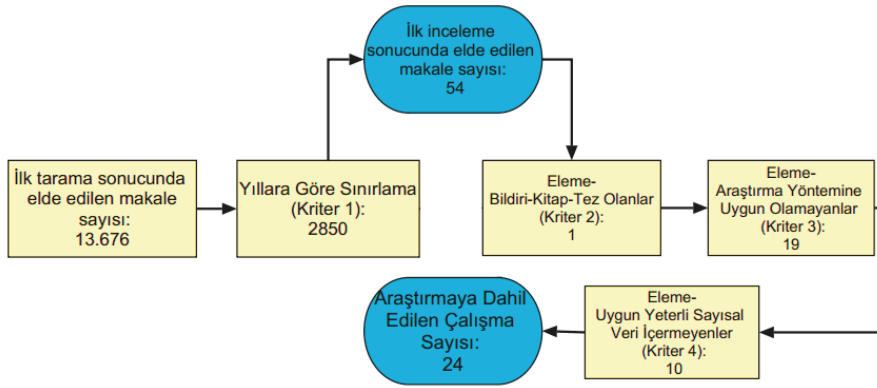 İlk inceleme
sonucunda elde edilen
makale sayısı:
54
İlk tarama sonucunda
elde edilen makale
sayısı:
13.676
Yıllara Göre Sınırlama
(Kriter 1):
2850
Eleme-
Bildiri-Kitap-Tez Olanlar
(Kriter 2):
1
Eleme-
Araştırma Yöntemine
Uygun Olamayanlar
(Kriter 3):
19
Araştırmaya Dahil
Edilen Çalışma
Sayısı:
24
Eleme-
Uygun Yeterli Sayısal
Veri İçermeyenler
(Kriter 4):
10